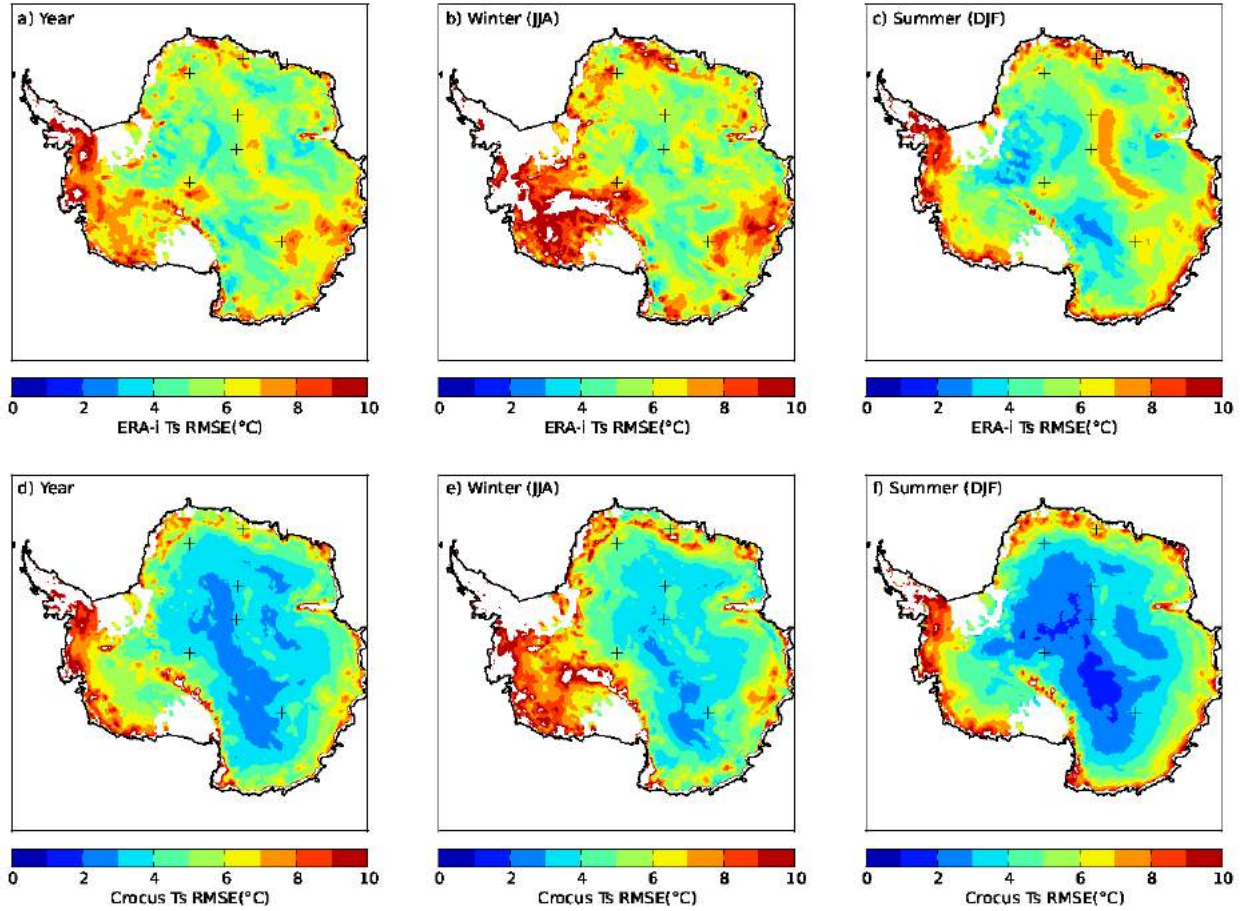 a) Year
b) Winter (JJA)
c) Summer (DJF)
0 2 4 6 8 10
ERA-i Ts RMSE(°C)
0 2 4 6 8 10
ERA-i Ts RMSE(°C)
0 2 4 6 8 10
ERA-i Ts RMSE(°C)
d) Year
e) Winter (JJA)
f) Summer (DJF)
0 2 4 6 8 10
Crocus Ts RMSE(°C)
0 2 4 6 8 10
Crocus Ts RMSE(°C)
0 2 4 6 8 10
Crocus Ts RMSE(°C)